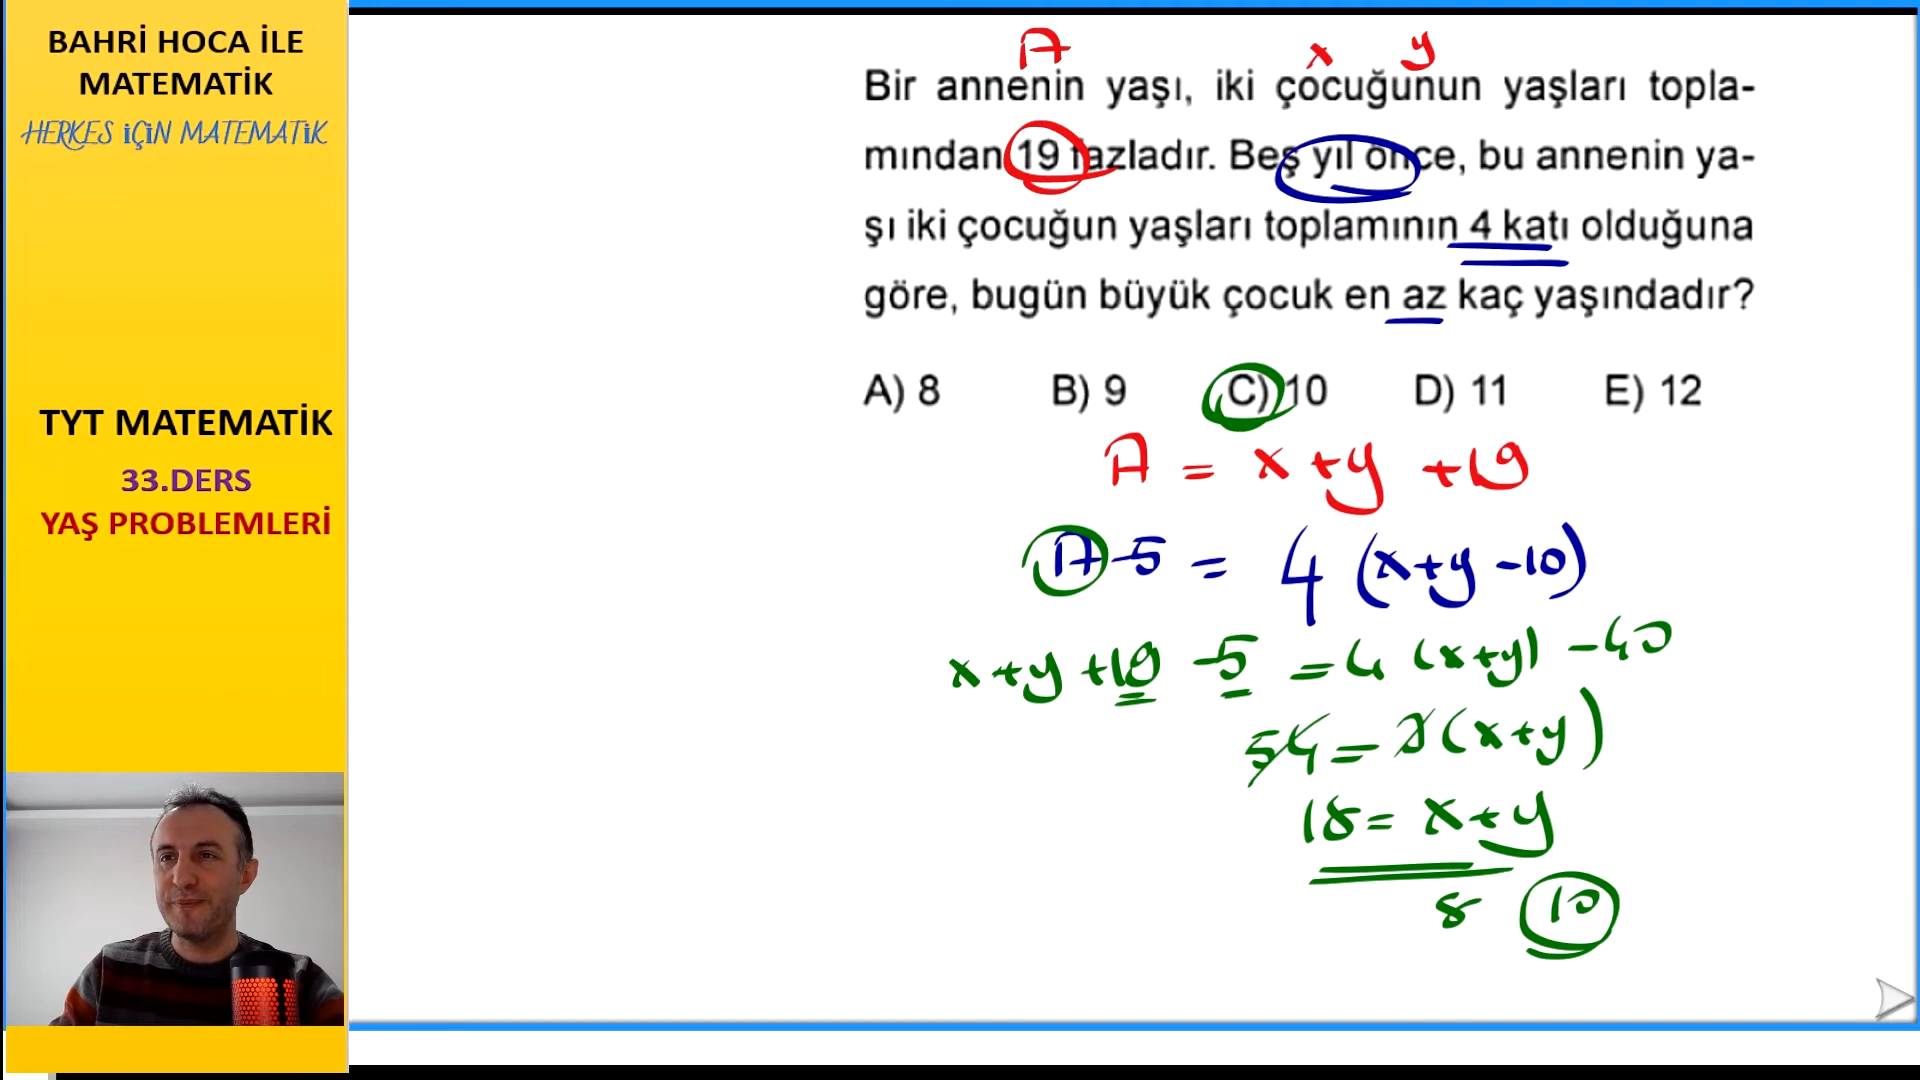 BAHRİ HOCA İLE
MATEMATİK
HERKES İÇİN MATEMATİK
TYT MATEMATİK
33.DERS
YAŞ PROBLEMLERİ
A x y
Bir annenin yaşı, iki çocuğunun yaşları topla-
mından 19 fazladır. Beş yıl önce, bu annenin ya-
şı iki çocuğun yaşları toplamının 4 katı olduğuna
göre, bugün büyük çocuk en az kaç yaşındadır?
A) 8 B) 9 C) 10 D) 11 E) 12
A = x+y +19
A-5 = 4 (x+y-10)
x+y+19 -5 = 4 (x+y) -40
54 = 3(x+y)
18 = x+y
8 10